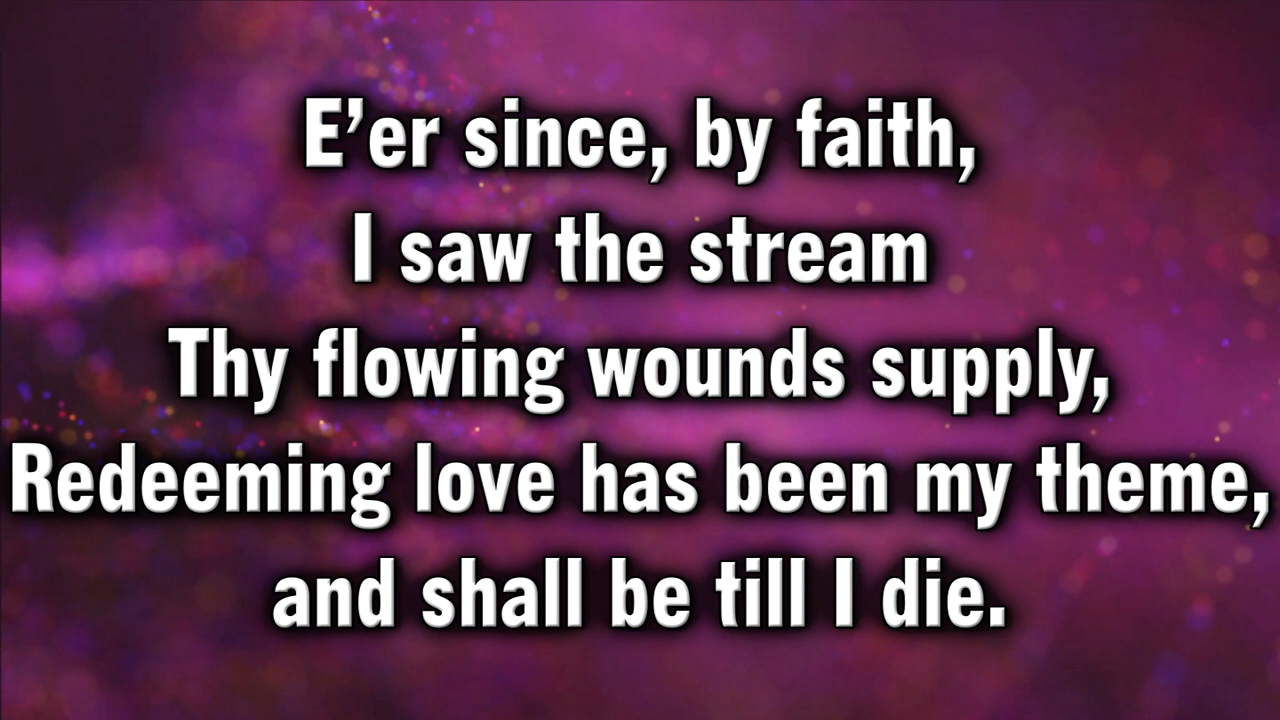 E’er since, by faith,
I saw the stream
Thy flowing wounds supply,
Redeeming love has been my theme,
and shall be till I die.